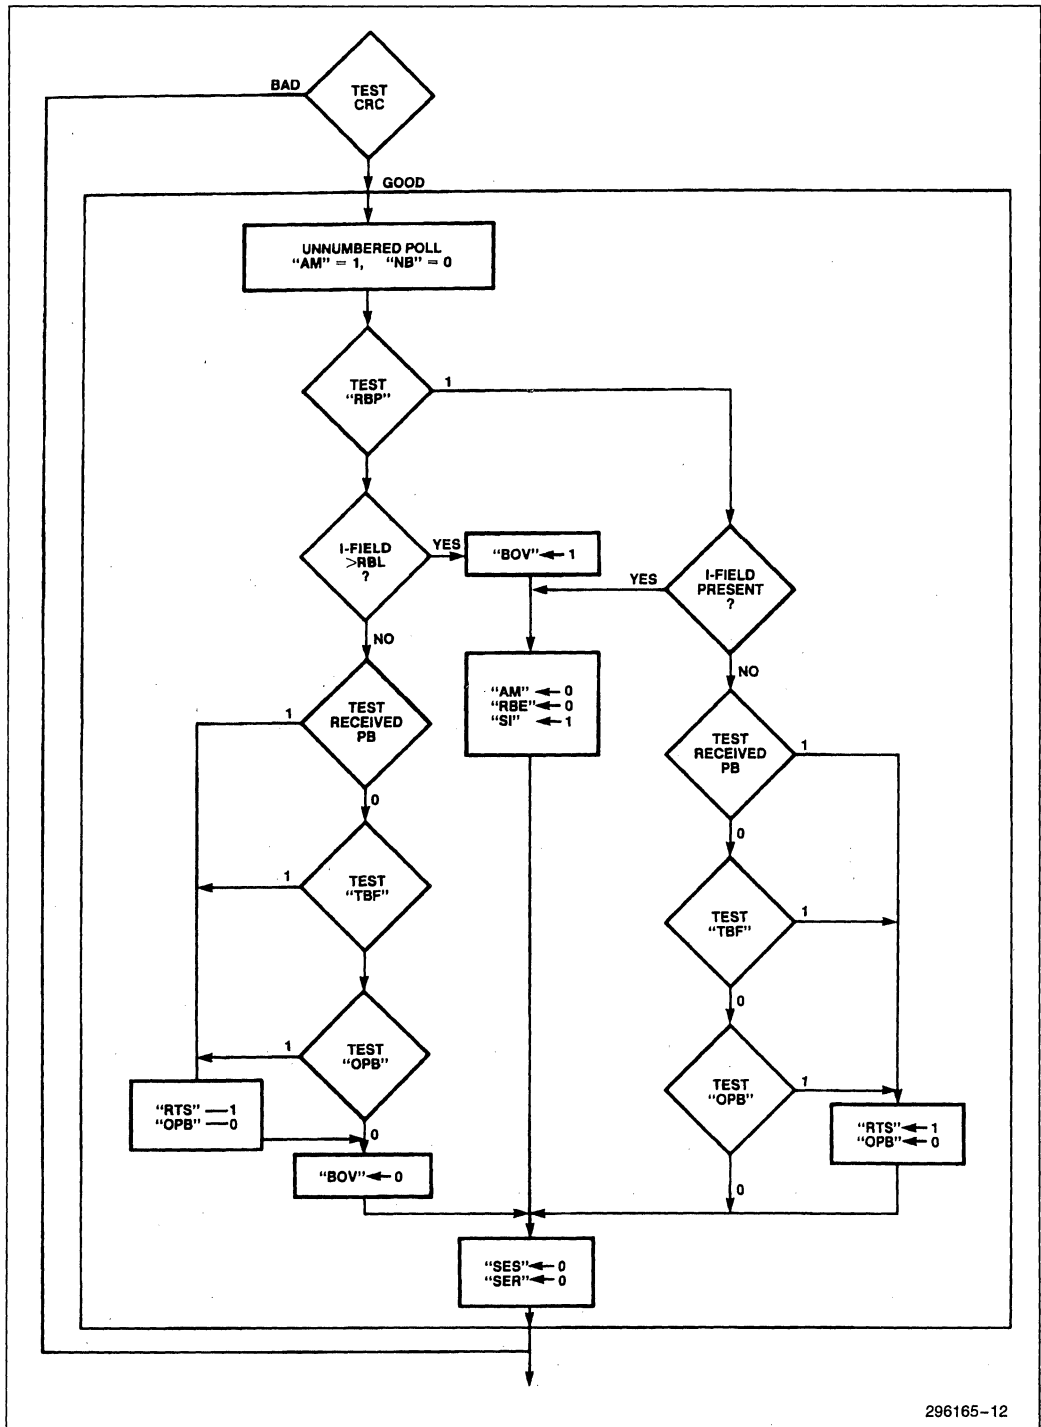 BAD
TEST
CRC
GOOD
UNNUMBERED POLL
“AM” = 1, “NB” = 0
TEST
“RBP”
1
I-FIELD
>RBL
?
YES
“BOV” ← 1
YES
I-FIELD
PRESENT
?
NO
NO
“AM” ← 0
“RBE” ← 0
“SI” ← 1
1
TEST
RECEIVED
PB
TEST
RECEIVED
PB
1
0
0
1
TEST
“TBF”
TEST
“TBF”
1
0
1
TEST
“OPB”
TEST
“OPB”
1
“RTS” — 1
“OPB” — 0
“RTS” ← 1
“OPB” ← 0
0
“BOV” ← 0
0
“SES” ← 0
“SER” ← 0
296165–12